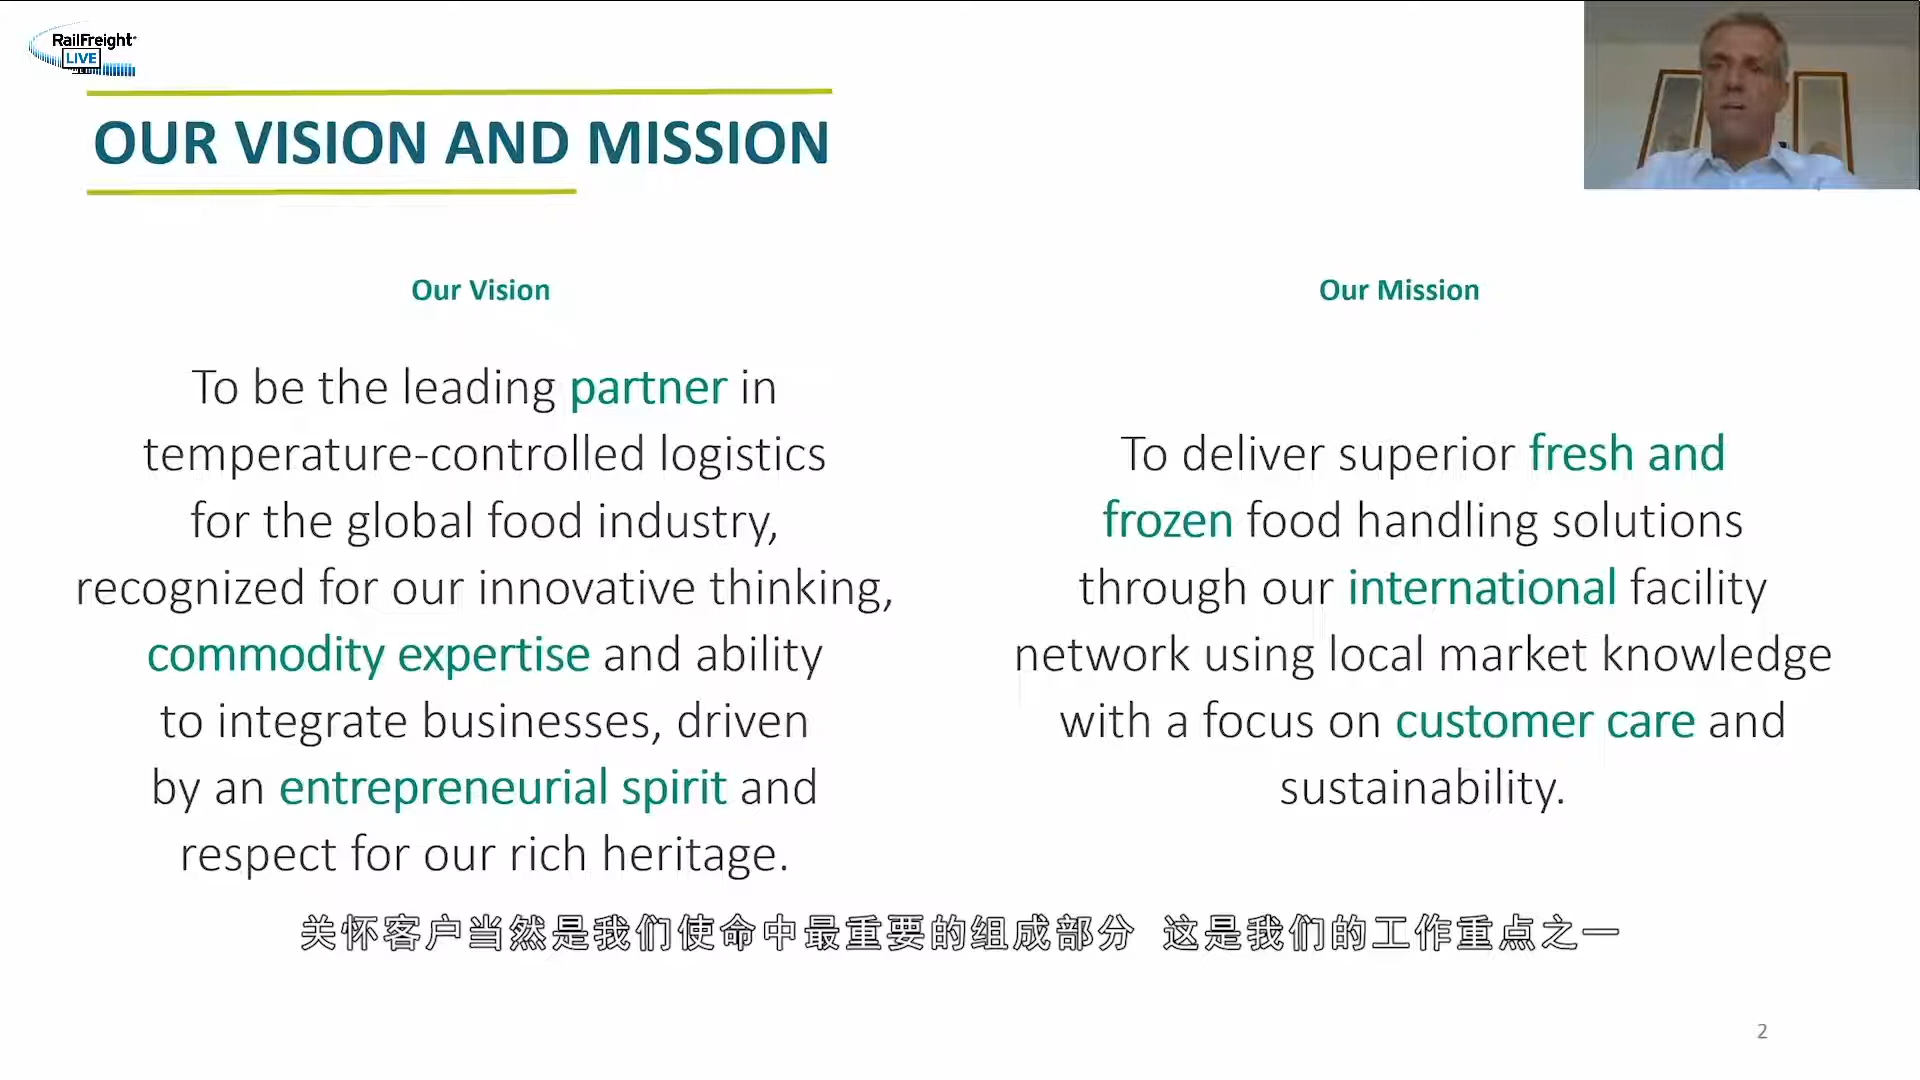 RailFreight
LIVE
OUR VISION AND MISSION
Our Vision
To be the leading partner in
temperature-controlled logistics
for the global food industry,
recognized for our innovative thinking,
commodity expertise and ability
to integrate businesses, driven
by an entrepreneurial spirit and
respect for our rich heritage.
Our Mission
To deliver superior fresh and
frozen food handling solutions
through our international facility
network using local market knowledge
with a focus on customer care and
sustainability.
关怀客户当然是我们使命中最重要的组成部分 这是我们的工作重点之一
2